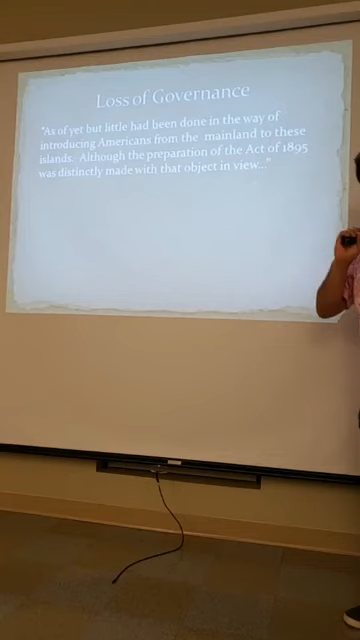 Loss of Governance
"As of yet but little had been done in the way of
introducing Americans from the mainland to these
islands. Although the preparation of the Act of 1895
was distinctly made with that object in view..."